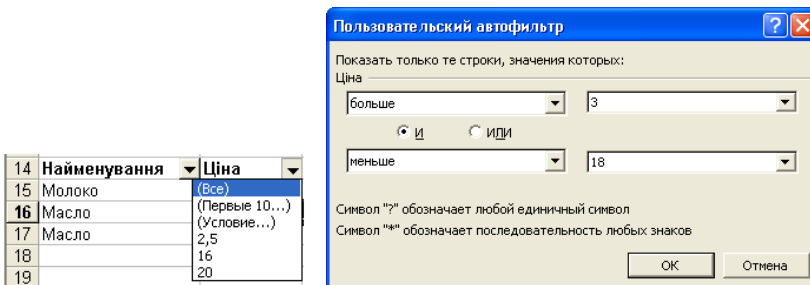 14 Найменування Ціна
15 Молоко
16 Масло
17 Масло
18
19
(Все)
(Первые 10...)
(Условие...)
2,5
16
20
Пользовательский автофильтр
Показать только те строки, значения которых:
Ціна
больше 3
И ИЛИ
меньше 18
Символ "?" обозначает любой единичный символ
Символ "*" обозначает последовательность любых знаков
ОК Отмена